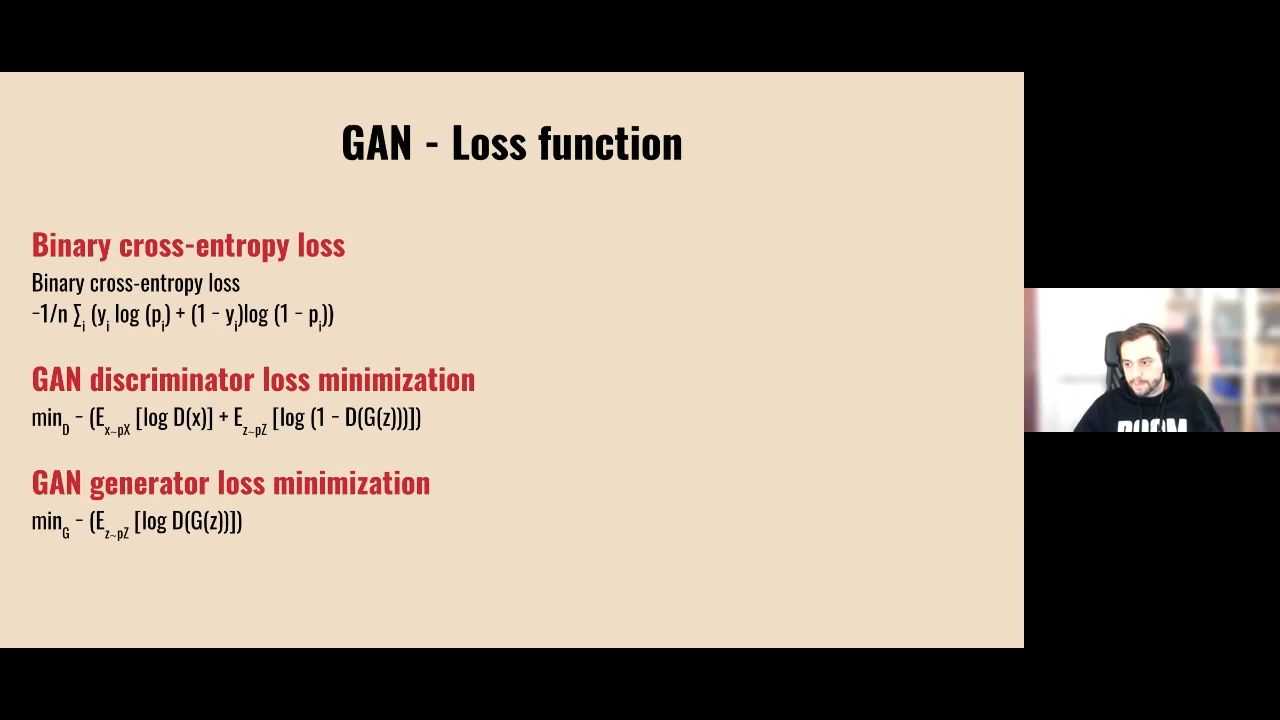 GAN - Loss function
Binary cross-entropy loss
Binary cross-entropy loss
−1/n ∑i (yi log (pi) + (1 − yi)log (1 − pi))
GAN discriminator loss minimization
minD − (Ex~pX [log D(x)] + Ez~pZ [log (1 − D(G(z)))])
GAN generator loss minimization
minG − (Ez~pZ [log D(G(z))])